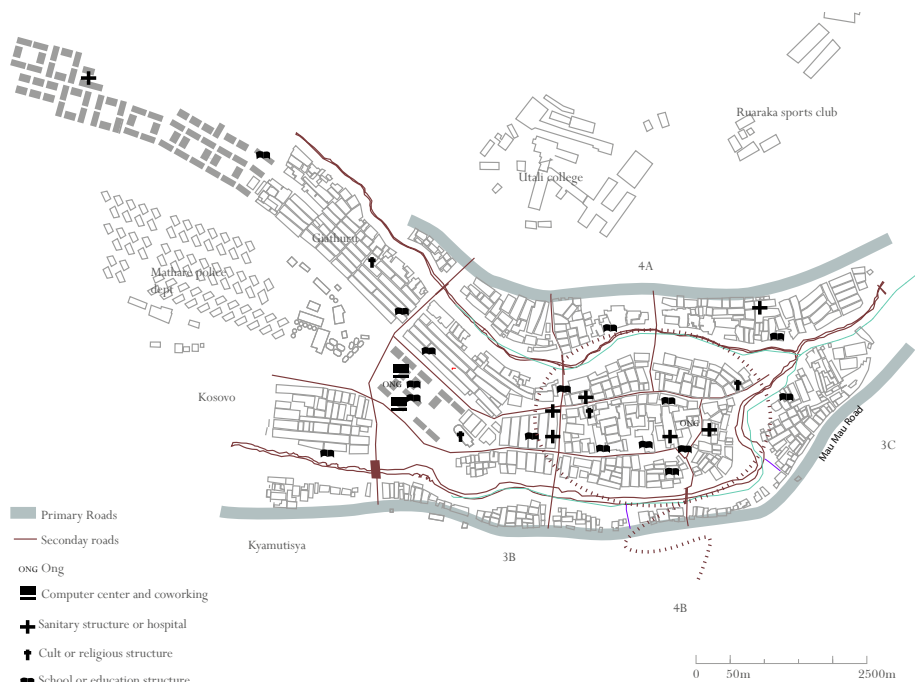 Ruaraka sports club
Utali college
Giathuru
4A
Mathare police
dept
ONG
Kosovo
ONG
Mau Mau Road
3C
Primary Roads
Seconday roads
Kyamutisya
3B
ONG Ong
Computer center and coworking
4B
Sanitary structure or hospital
Cult or religious structure
School or education structure
0 50m 2500m